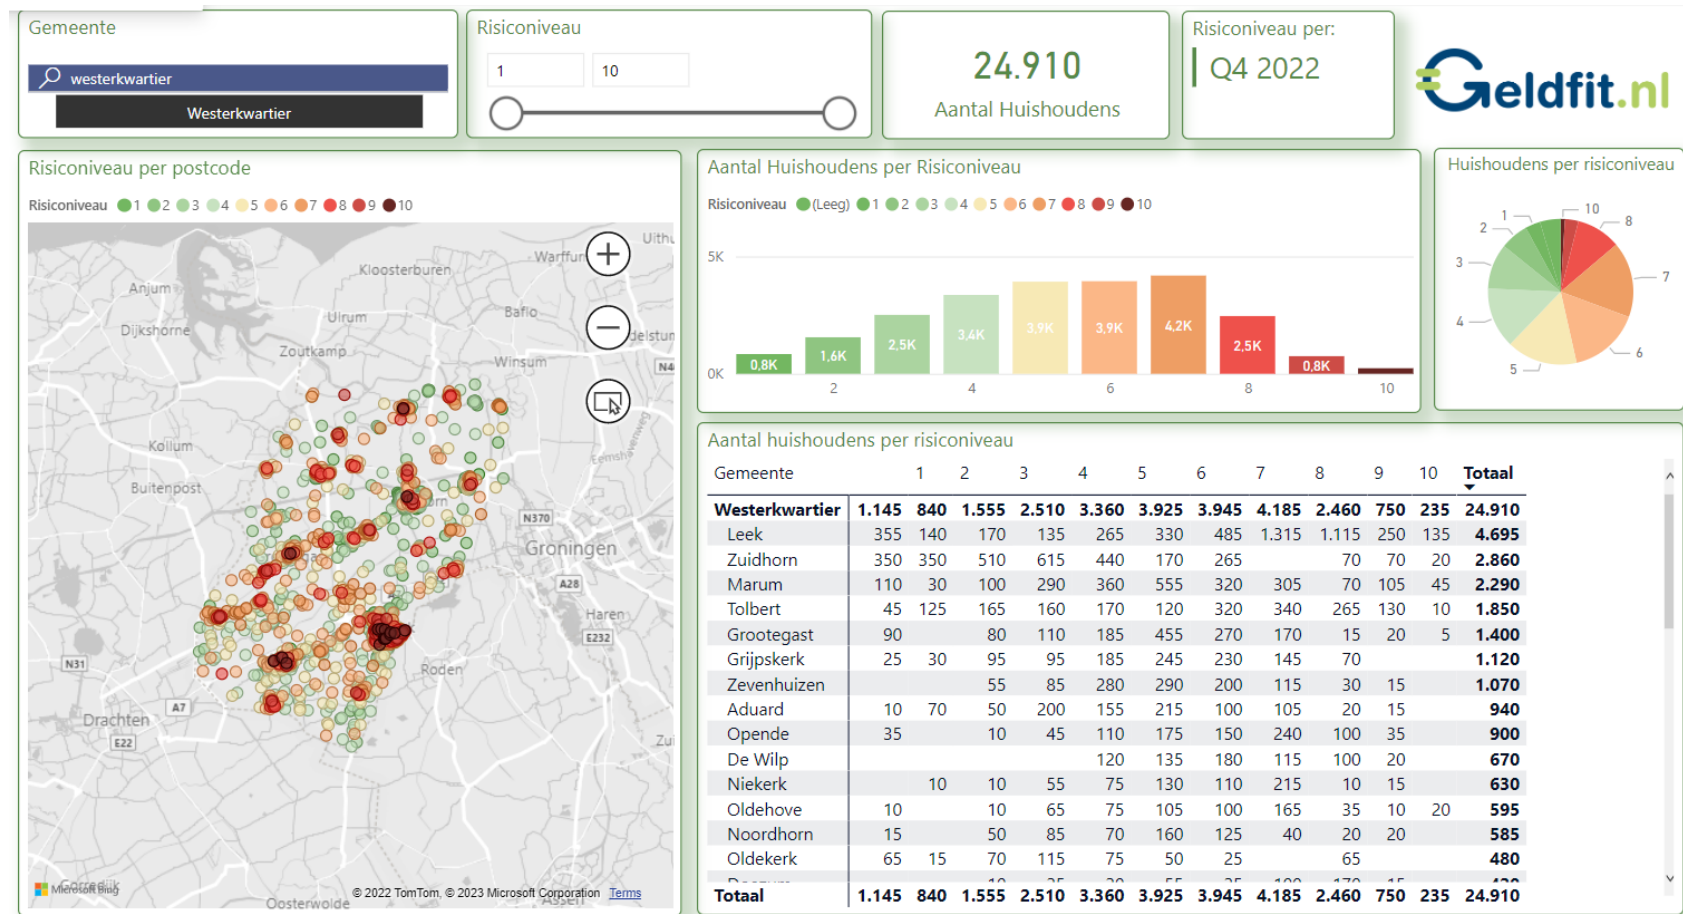 Gemeente
westerkwartier
Westerkwartier
Risiconiveau
1 10
24.910
Aantal Huishoudens
Risiconiveau per:
Q4 2022
Geldfit.nl
Risiconiveau per postcode
Risiconiveau 1 2 3 4 5 6 7 8 9 10
Warffum
Kloosterburen
Anjum
Ulrum
Baflo
Dijkshorne
Zoutkamp
Winsum
Kollum
Buitenpost
Eemshavenweg
N370
Groningen
A28
Haren
E232
N31
Roden
A7
Drachten
E22
Microsoft Bing
© 2022 TomTom, © 2023 Microsoft Corporation Terms
Oosterwolde
Assen
Aantal Huishoudens per Risiconiveau
Risiconiveau (Leeg) 1 2 3 4 5 6 7 8 9 10
5K
0K
0,8K 1,6K 2,5K 3,4K 3,9K 3,9K 4,2K 2,5K 0,8K
2 4 6 8 10
Huishoudens per risiconiveau
1 10
2 8
3 7
4 6
5
Aantal huishoudens per risiconiveau
Gemeente 1 2 3 4 5 6 7 8 9 10 Totaal
Westerkwartier 1.145 840 1.555 2.510 3.360 3.925 3.945 4.185 2.460 750 235 24.910
Leek 355 140 170 135 265 330 485 1.315 1.115 250 135 4.695
Zuidhorn 350 350 510 615 440 170 265 70 70 20 2.860
Marum 110 30 100 290 360 555 320 305 70 105 45 2.290
Tolbert 45 125 165 160 170 120 320 340 265 130 10 1.850
Grootegast 90 80 110 185 455 270 170 15 20 5 1.400
Grijpskerk 25 30 95 95 185 245 230 145 70 1.120
Zevenhuizen 55 85 280 290 200 115 30 15 1.070
Aduard 10 70 50 200 155 215 100 105 20 15 940
Opende 35 10 45 110 175 150 240 100 35 900
De Wilp 120 135 180 115 100 20 670
Niekerk 10 10 55 75 130 110 215 10 15 630
Oldehove 10 10 65 75 105 100 165 35 10 20 595
Noordhorn 15 50 85 70 160 125 40 20 20 585
Oldekerk 65 15 70 115 75 50 25 65 480
Totaal 1.145 840 1.555 2.510 3.360 3.925 3.945 4.185 2.460 750 235 24.910